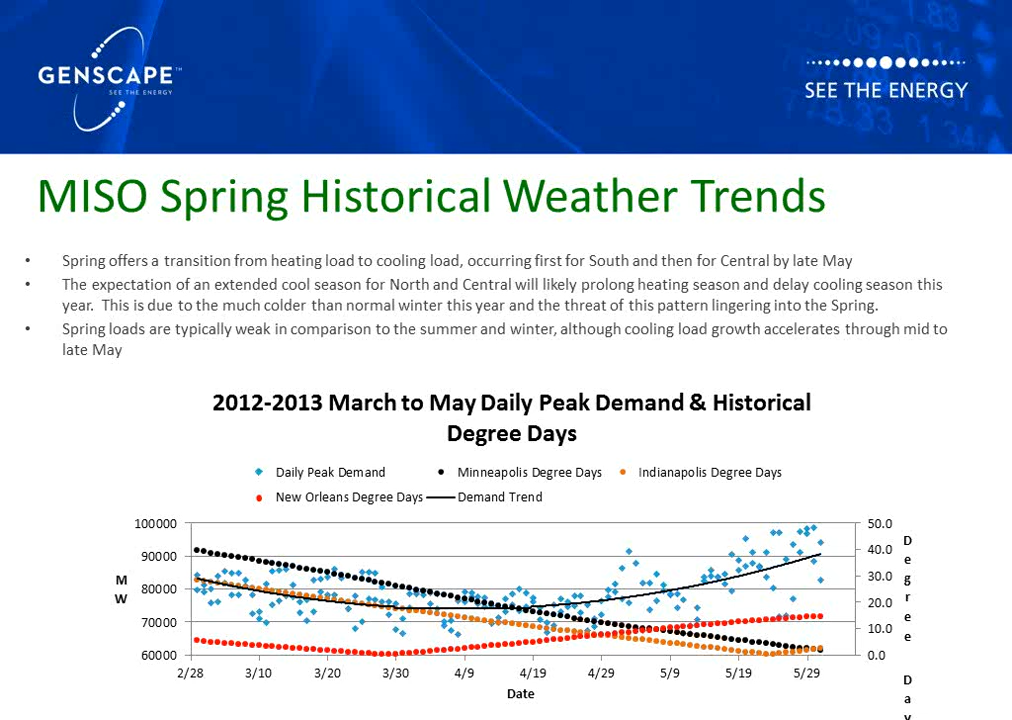 GENSCAPE™
SEE THE ENERGY
SEE THE ENERGY
MISO Spring Historical Weather Trends
• Spring offers a transition from heating load to cooling load, occurring first for South and then for Central by late May
• The expectation of an extended cool season for North and Central will likely prolong heating season and delay cooling season this
year. This is due to the much colder than normal winter this year and the threat of this pattern lingering into the Spring.
• Spring loads are typically weak in comparison to the summer and winter, although cooling load growth accelerates through mid to
late May
2012-2013 March to May Daily Peak Demand & Historical
Degree Days
Daily Peak Demand Minneapolis Degree Days Indianapolis Degree Days
New Orleans Degree Days Demand Trend
100000 50.0
90000 40.0
80000 30.0
70000 20.0
60000 10.0
0.0
M
W
D
e
g
r
e
e
D
a
y
2/28 3/10 3/20 3/30 4/9 4/19 4/29 5/9 5/19 5/29
Date